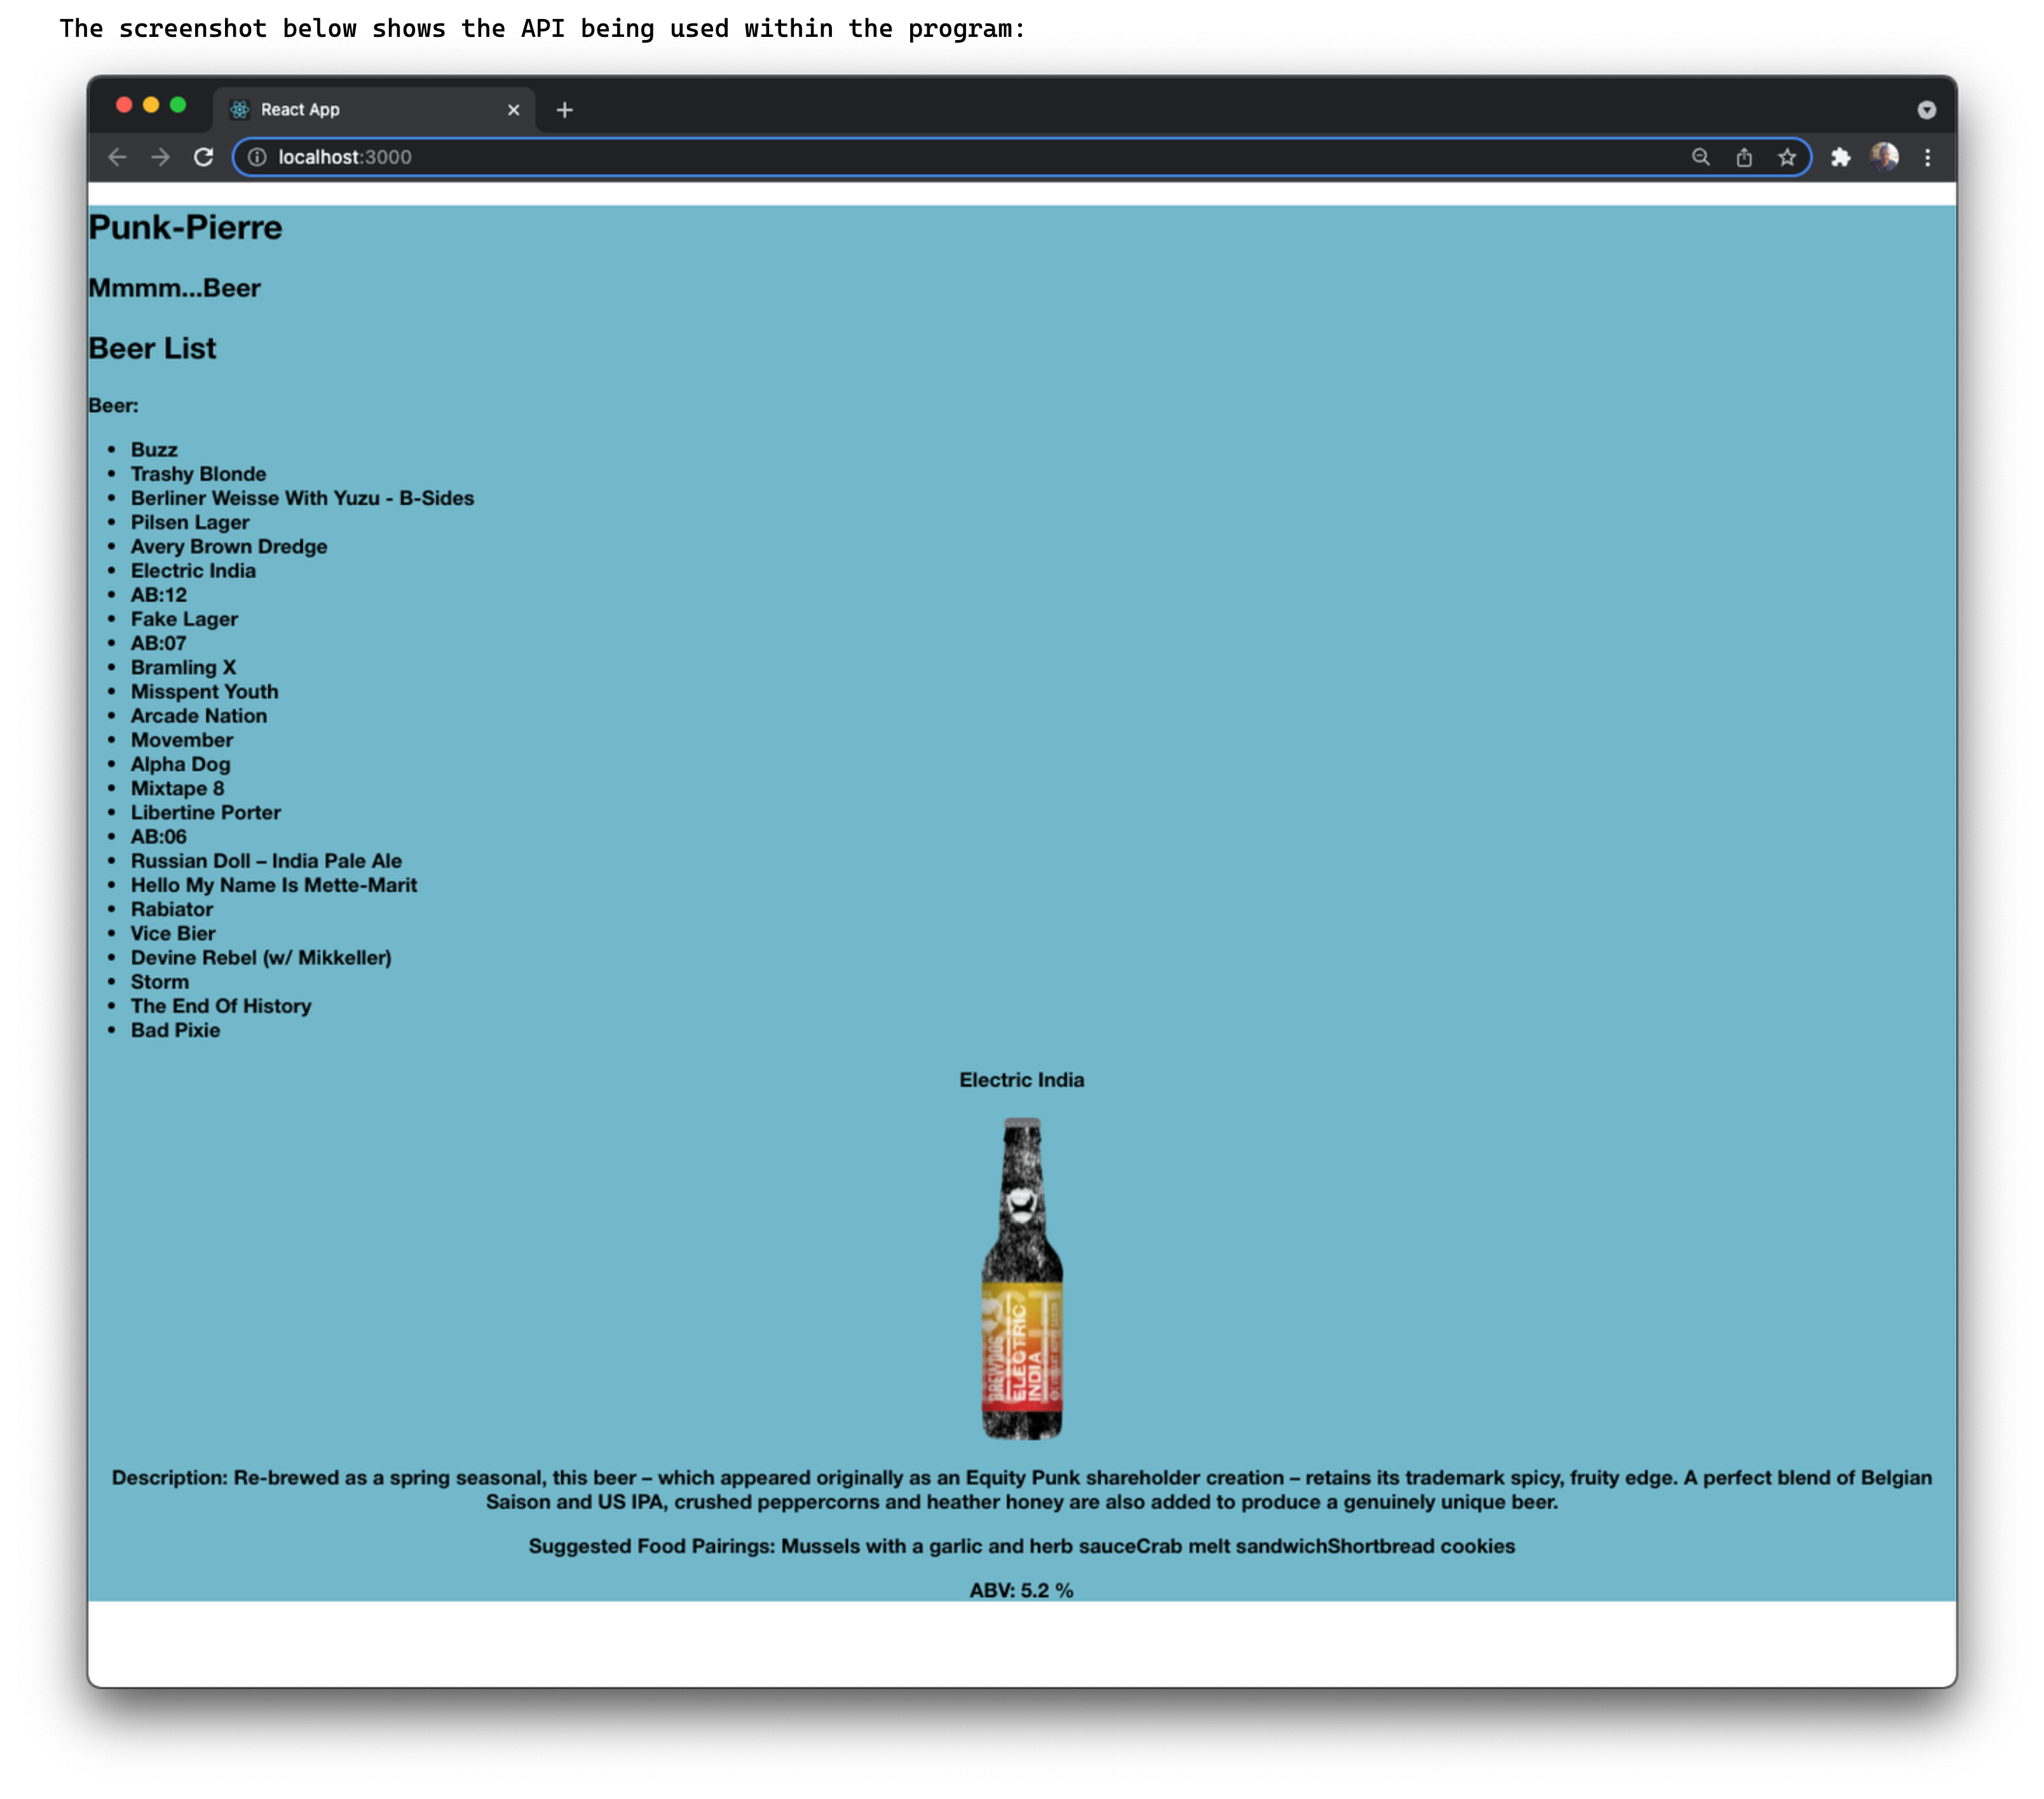 The screenshot below shows the API being used within the program:
React App
localhost:3000
Punk-Pierre
Mmmm...Beer
Beer List
Beer:
Buzz
Trashy Blonde
Berliner Weisse With Yuzu - B-Sides
Pilsen Lager
Avery Brown Dredge
Electric India
AB:12
Fake Lager
AB:07
Bramling X
Misspent Youth
Arcade Nation
Movember
Alpha Dog
Mixtape 8
Libertine Porter
AB:06
Russian Doll – India Pale Ale
Hello My Name Is Mette-Marit
Rabiator
Vice Bier
Devine Rebel (w/ Mikkeller)
Storm
The End Of History
Bad Pixie
Electric India
BREWDOG
ELECTRIC
INDIA
Description: Re-brewed as a spring seasonal, this beer – which appeared originally as an Equity Punk shareholder creation – retains its trademark spicy, fruity edge. A perfect blend of Belgian
Saison and US IPA, crushed peppercorns and heather honey are also added to produce a genuinely unique beer.
Suggested Food Pairings: Mussels with a garlic and herb sauceCrab melt sandwichShortbread cookies
ABV: 5.2 %